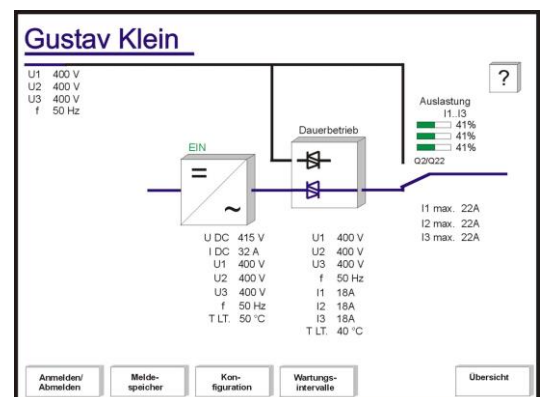 Gustav Klein
U1 400 V
U2 400 V
U3 400 V
f 50 Hz
?
Auslastung
I1..I3
41%
41%
41%
Q2/Q22
Dauerbetrieb
EIN
=
~
I1 max. 22A
I2 max. 22A
I3 max. 22A
U DC 415 V
I DC 32 A
U1 400 V
U2 400 V
U3 400 V
f 50 Hz
T LT. 50 °C
U1 400 V
U2 400 V
U3 400 V
f 50 Hz
I1 18A
I2 18A
I3 18A
T LT. 40 °C
Anmelden/
Abmelden
Melde-
speicher
Kon-
figuration
Wartungs-
intervalle
Übersicht